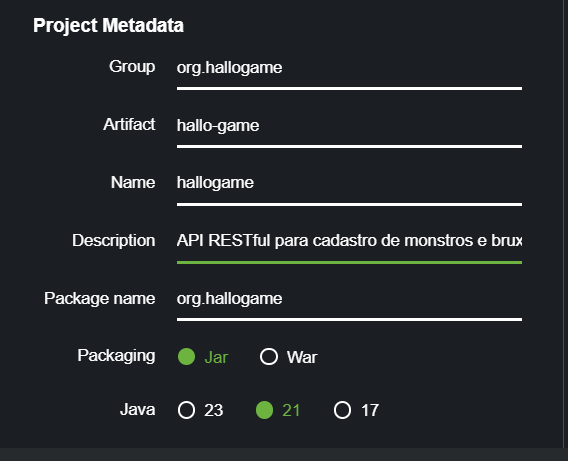 Project Metadata
Group org.hallogame
Artifact hallo-game
Name hallogame
Description API RESTful para cadastro de monstros e brux
Package name org.hallogame
Packaging Jar War
Java 23 21 17